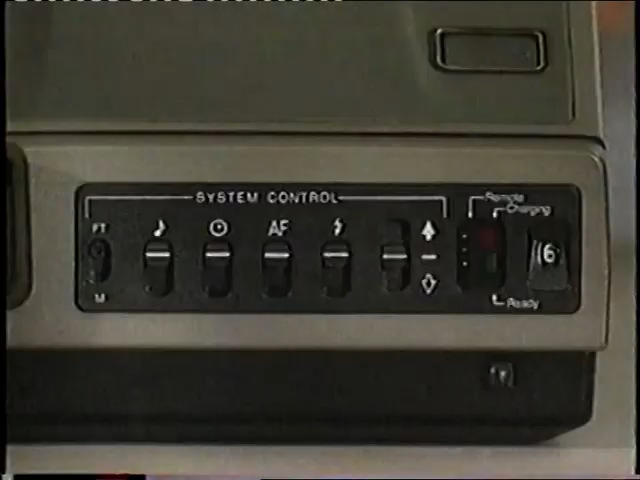 SYSTEM CONTROL
Remote
Charging
FT
AF
6
M
Ready